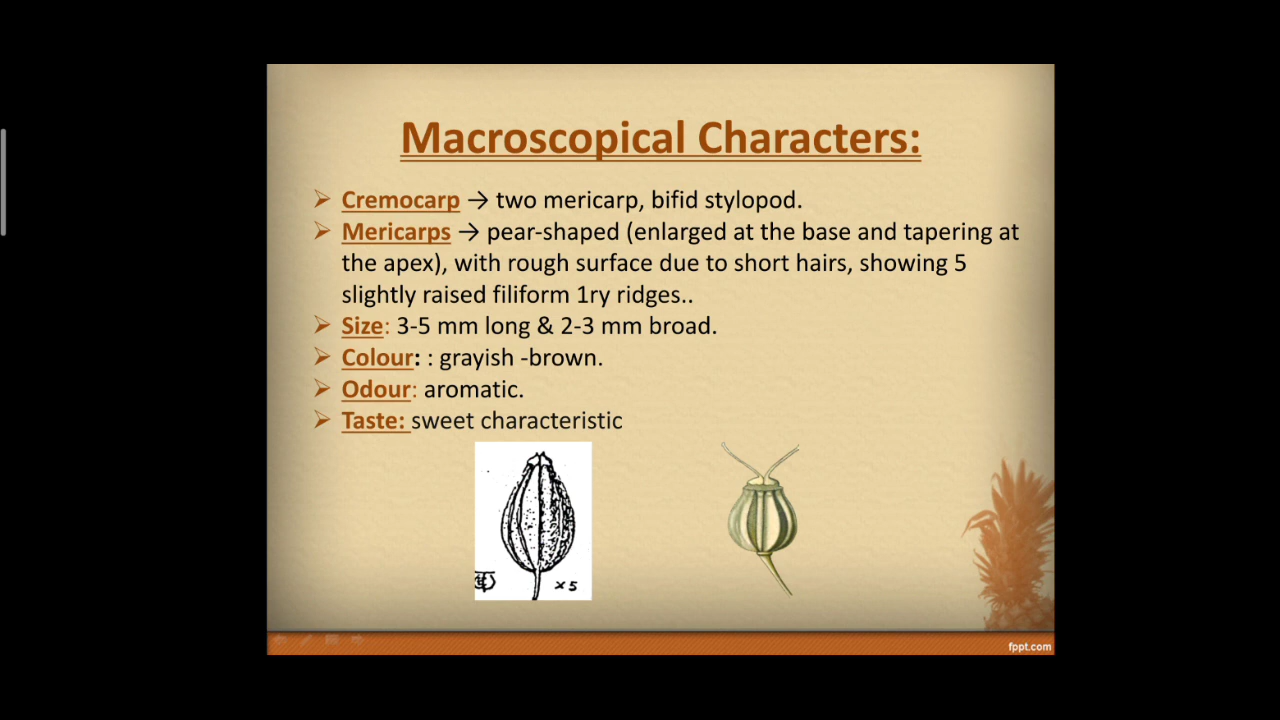 Macroscopical Characters:
➢ Cremocarp → two mericarp, bifid stylopod.
➢ Mericarps → pear-shaped (enlarged at the base and tapering at
the apex), with rough surface due to short hairs, showing 5
slightly raised filiform 1ry ridges..
➢ Size: 3-5 mm long & 2-3 mm broad.
➢ Colour: : grayish -brown.
➢ Odour: aromatic.
➢ Taste: sweet characteristic
x5
fppt.com